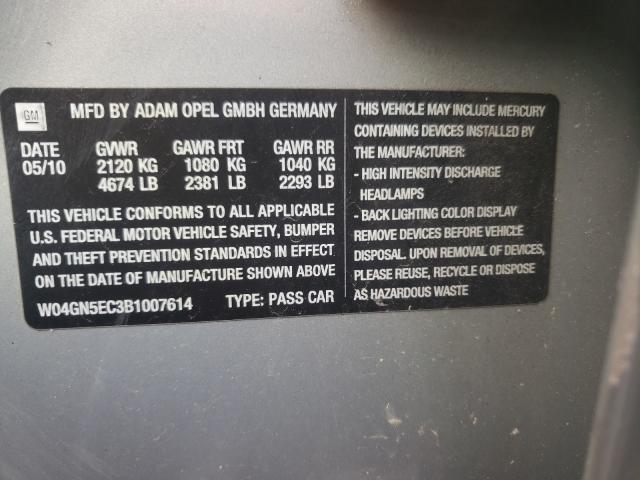 GM
MFD BY ADAM OPEL GMBH GERMANY
DATE GVWR GAWR FRT GAWR RR
05/10 2120 KG 1080 KG 1040 KG
4674 LB 2381 LB 2293 LB
THIS VEHICLE CONFORMS TO ALL APPLICABLE
U.S. FEDERAL MOTOR VEHICLE SAFETY, BUMPER
AND THEFT PREVENTION STANDARDS IN EFFECT
ON THE DATE OF MANUFACTURE SHOWN ABOVE
W04GN5EC3B1007614 TYPE: PASS CAR
THIS VEHICLE MAY INCLUDE MERCURY
CONTAINING DEVICES INSTALLED BY
THE MANUFACTURER:
- HIGH INTENSITY DISCHARGE
HEADLAMPS
- BACK LIGHTING COLOR DISPLAY
REMOVE DEVICES BEFORE VEHICLE
DISPOSAL. UPON REMOVAL OF DEVICES,
PLEASE REUSE, RECYCLE OR DISPOSE
AS HAZARDOUS WASTE